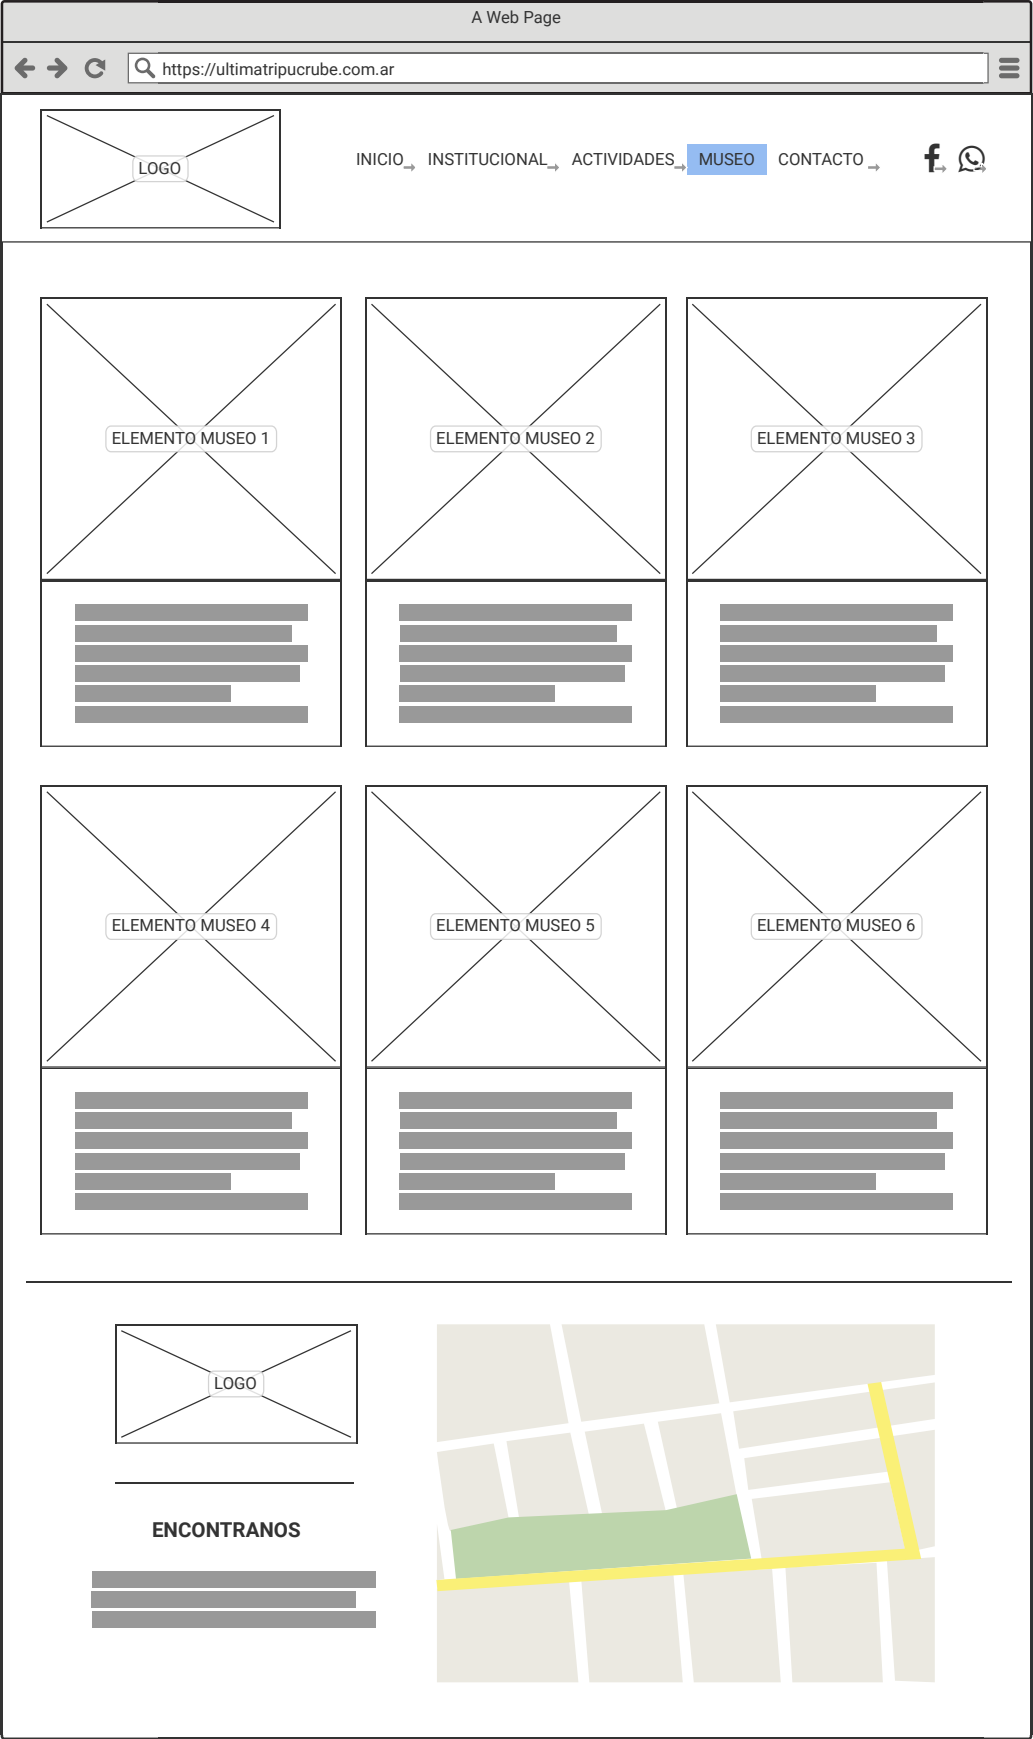 A Web Page
https://ultimatripucrube.com.ar
LOGO
INICIO INSTITUCIONAL ACTIVIDADES MUSEO CONTACTO
ELEMENTO MUSEO 1 ELEMENTO MUSEO 2 ELEMENTO MUSEO 3
ELEMENTO MUSEO 4 ELEMENTO MUSEO 5 ELEMENTO MUSEO 6
LOGO
ENCONTRANOS